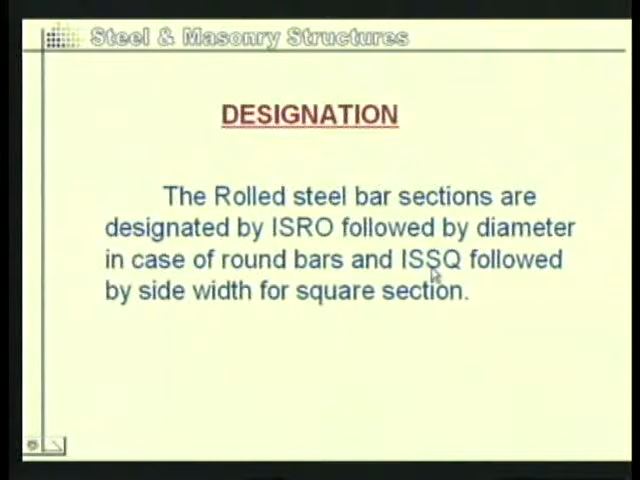 Steel & Masonry Structures
DESIGNATION
The Rolled steel bar sections are
designated by ISRO followed by diameter
in case of round bars and ISSQ followed
by side width for square section.